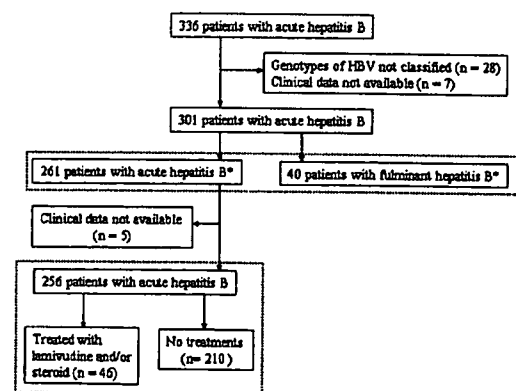 336 patients with acute hepatitis B
Genotypes of HBV not classified (n = 28)
Clinical data not available (n = 7)
301 patients with acute hepatitis B
261 patients with acute hepatitis B*
40 patients with fulminant hepatitis B*
Clinical data not available
(n = 5)
256 patients with acute hepatitis B
Treated with
lamivudine and/or
steroid (n = 46)
No treatments
(n= 210)